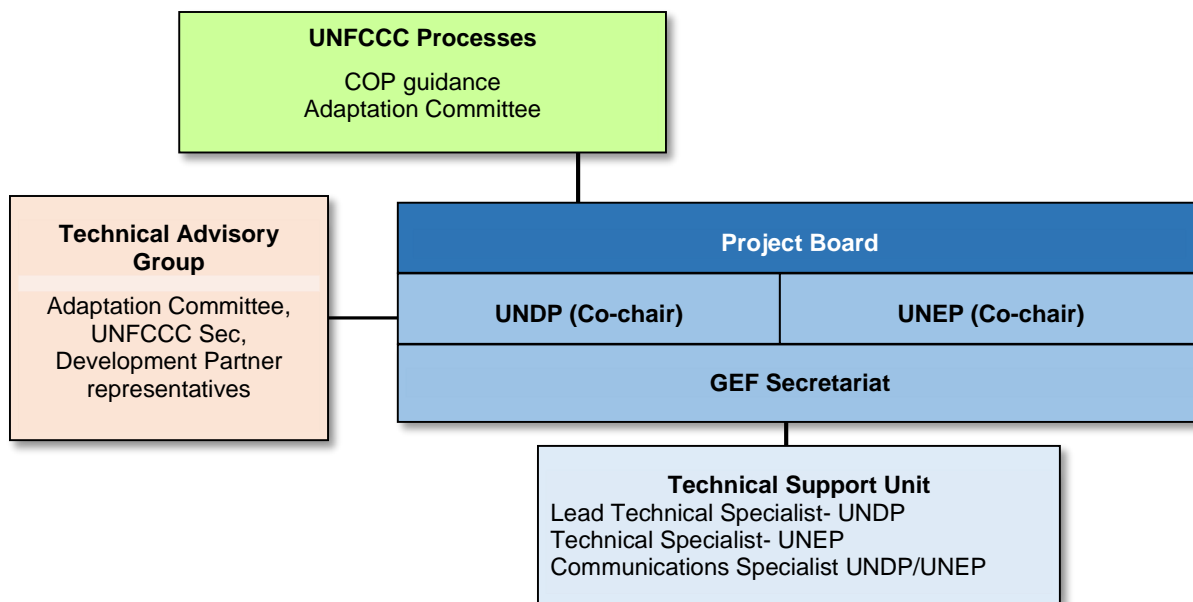 UNFCCC Processes
COP guidance
Adaptation Committee
Technical Advisory
Group
Adaptation Committee,
UNFCCC Sec,
Development Partner
representatives
Project Board
UNDP (Co-chair)
UNEP (Co-chair)
GEF Secretariat
Technical Support Unit
Lead Technical Specialist- UNDP
Technical Specialist- UNEP
Communications Specialist UNDP/UNEP